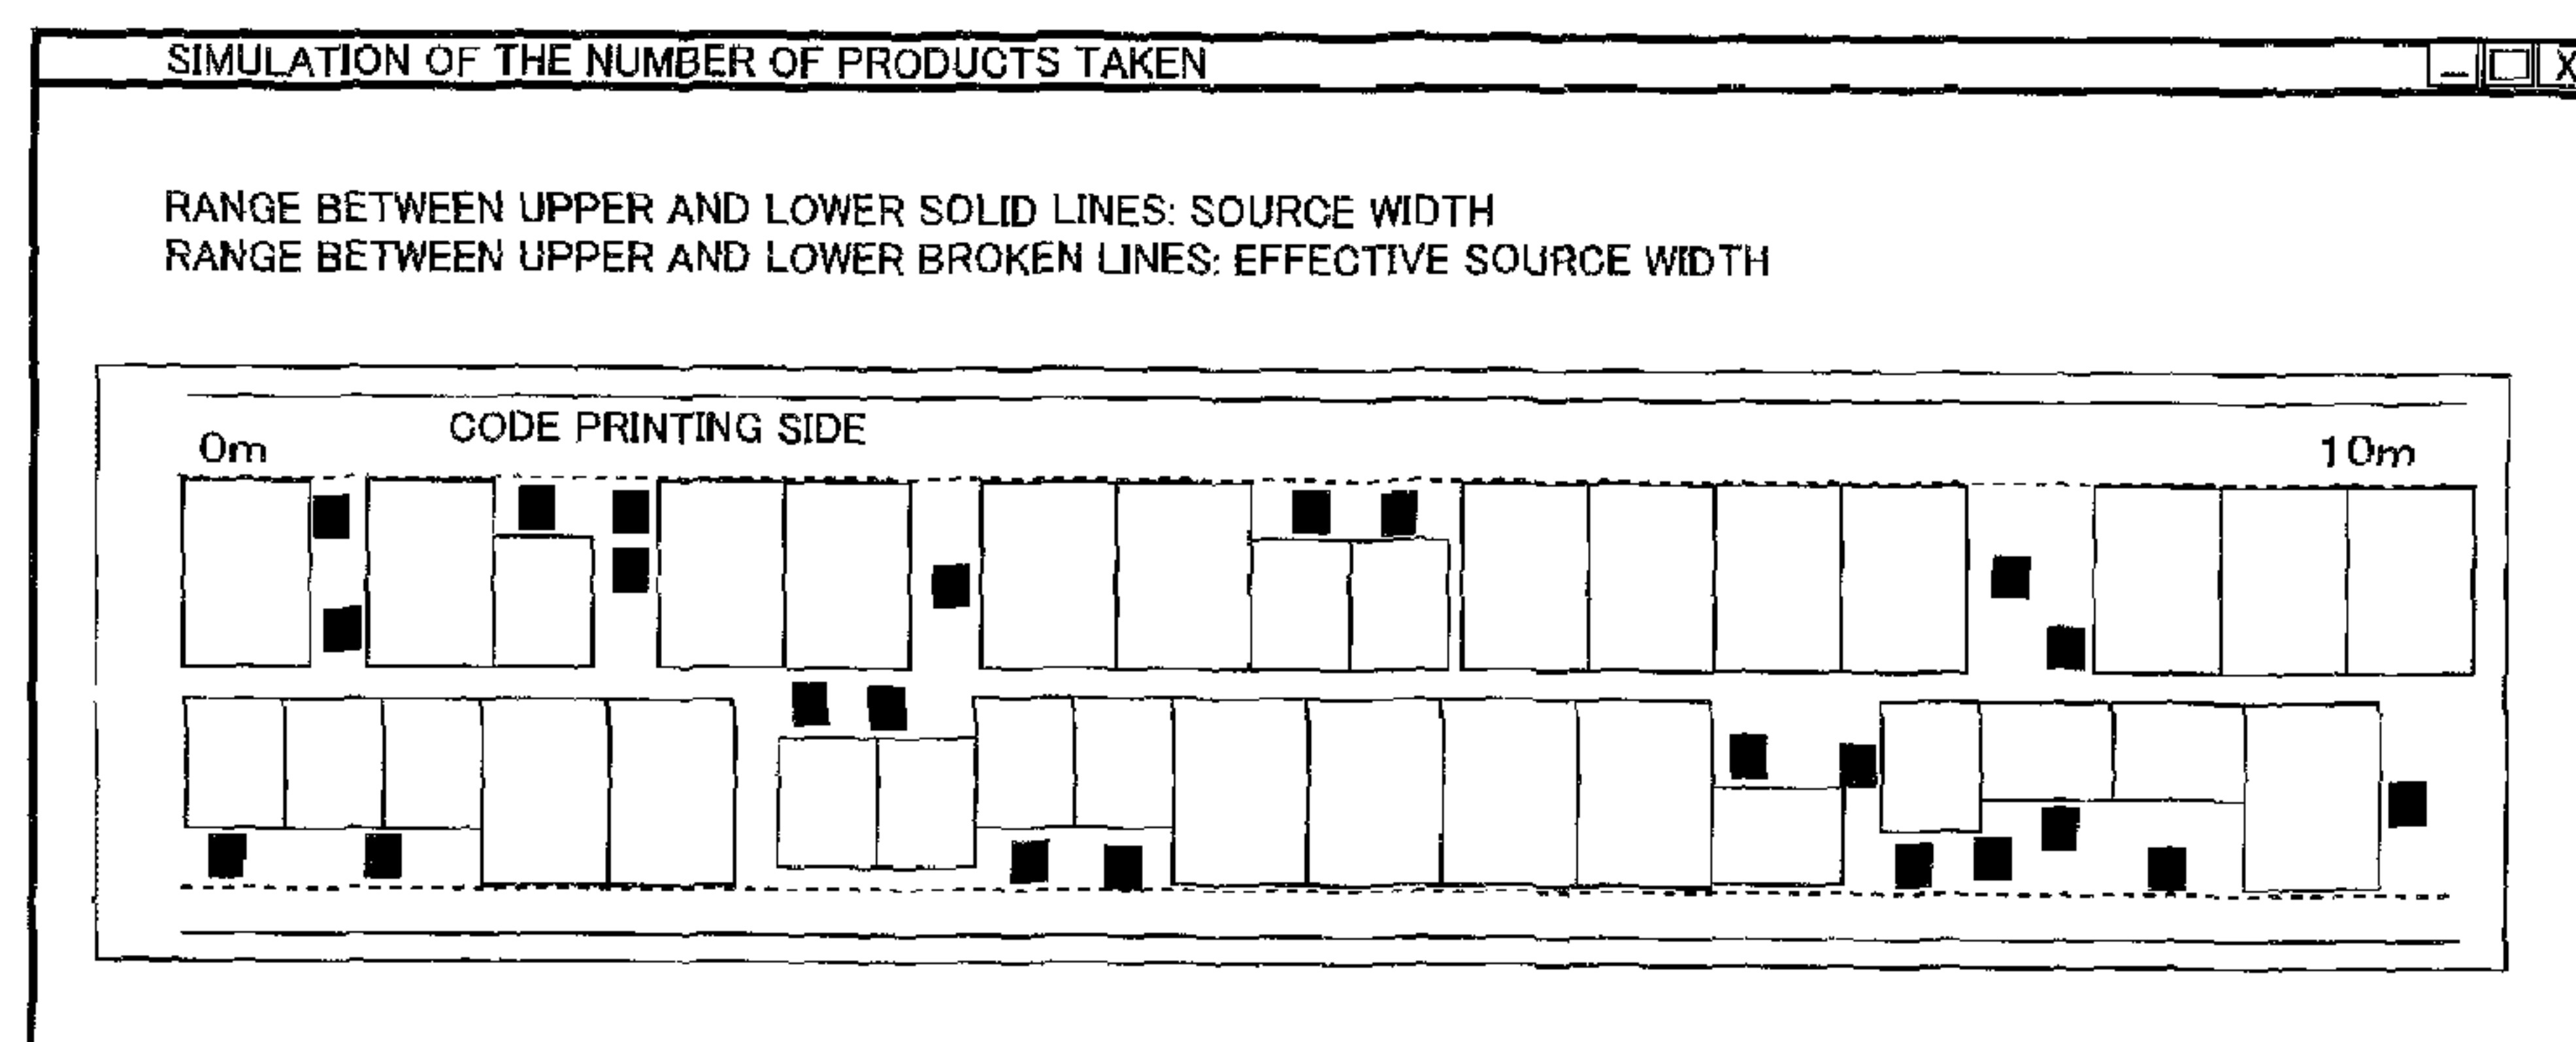 SIMULATION OF THE NUMBER OF PRODUCTS TAKEN
X
RANGE BETWEEN UPPER AND LOWER SOLID LINES: SOURCE WIDTH
RANGE BETWEEN UPPER AND LOWER BROKEN LINES: EFFECTIVE SOURCE WIDTH
CODE PRINTING SIDE
0m
10m